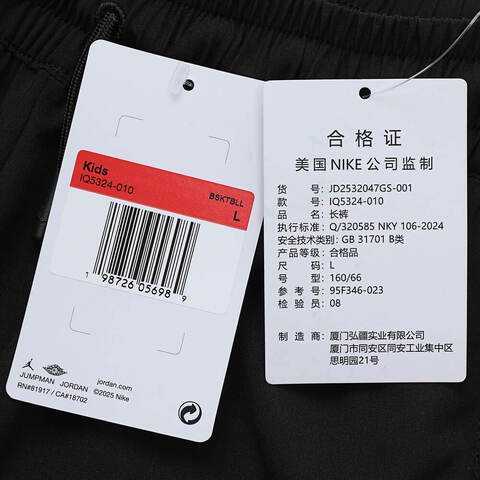 Kids
IQ5324-010
BSKTBLL
L
1 98726 05698 9
JUMPMAN JORDAN
RN#81917 / CA#18702
jordan.com
©2025 Nike
合格证
美国NIKE公司监制
货 号:JD2532047GS-001
款 号:IQ5324-010
品 名:长裤
执行标准:Q/320585 NKY 106-2024
安全技术类别:GB 31701 B类
产品等级:合格品
尺 码:L
型 号:160/66
参 考 号:95F346-023
检 验 员:08
制 造 商:厦门弘疆实业有限公司
厦门市同安区同安工业集中区
思明园21号